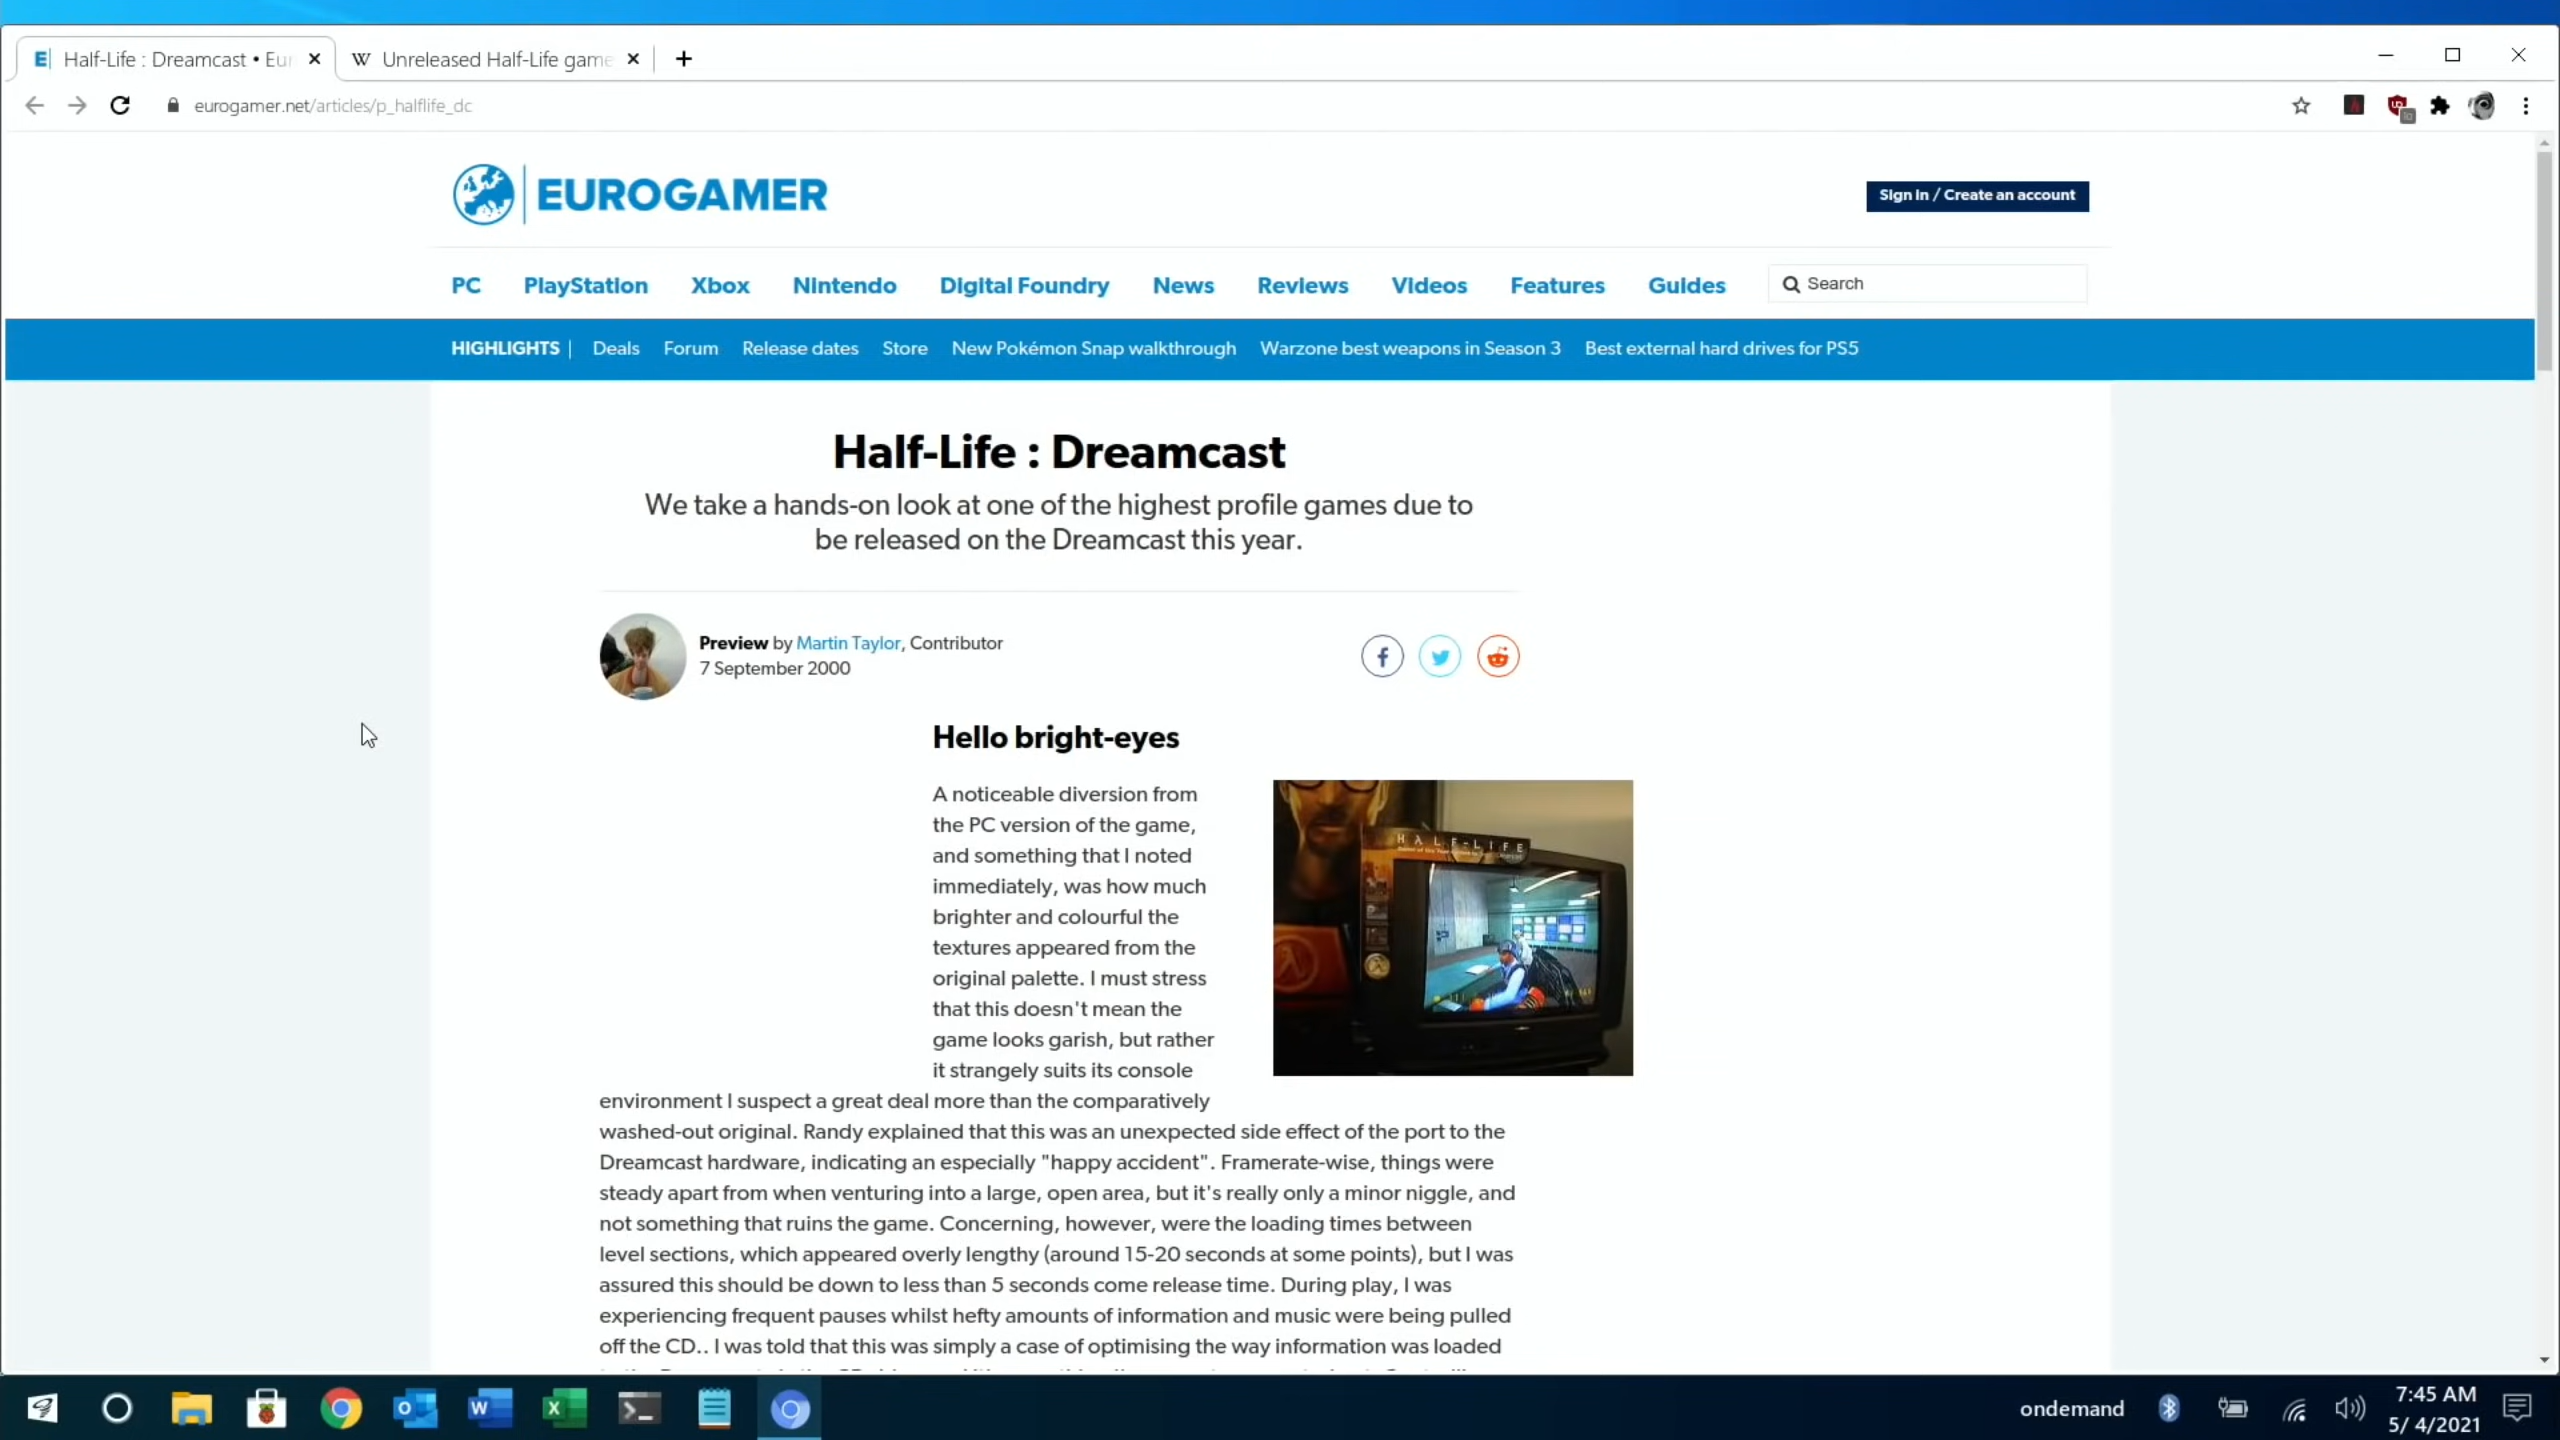 Half-Life : Dreamcast • Eur
Unreleased Half-Life game
eurogamer.net/articles/p_halflife_dc
EUROGAMER
Sign in / Create an account
PC PlayStation Xbox Nintendo Digital Foundry News Reviews Videos Features Guides Search
HIGHLIGHTS | Deals Forum Release dates Store New Pokémon Snap walkthrough Warzone best weapons in Season 3 Best external hard drives for PS5
Half-Life : Dreamcast
We take a hands-on look at one of the highest profile games due to
be released on the Dreamcast this year.
Preview by Martin Taylor, Contributor
7 September 2000
Hello bright-eyes
A noticeable diversion from
the PC version of the game,
and something that I noted
immediately, was how much
brighter and colourful the
textures appeared from the
original palette. I must stress
that this doesn't mean the
game looks garish, but rather
it strangely suits its console
HALF-LIFE
environment I suspect a great deal more than the comparatively
washed-out original. Randy explained that this was an unexpected side effect of the port to the
Dreamcast hardware, indicating an especially "happy accident". Framerate-wise, things were
steady apart from when venturing into a large, open area, but it's really only a minor niggle, and
not something that ruins the game. Concerning, however, were the loading times between
level sections, which appeared overly lengthy (around 15-20 seconds at some points), but I was
assured this should be down to less than 5 seconds come release time. During play, I was
experiencing frequent pauses whilst hefty amounts of information and music were being pulled
off the CD.. I was told that this was simply a case of optimising the way information was loaded
ondemand
7:45 AM
5/ 4/2021